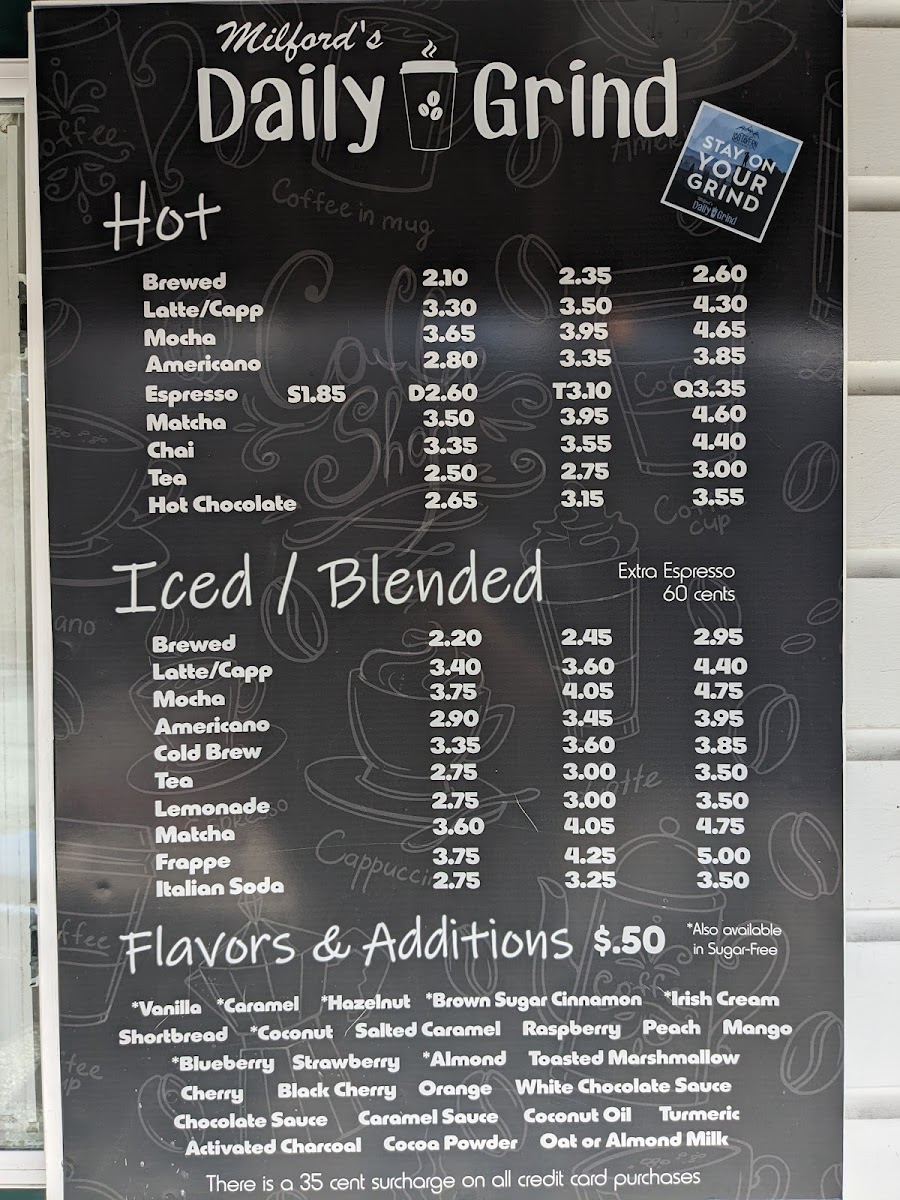 Milford's
Daily Grind
STAY ON
YOUR
GRIND
Daily Grind
Hot
Coffee in mug
Brewed 2.10 2.35 2.60
Latte/Capp 3.30 3.50 4.30
Mocha 3.65 3.95 4.65
Americano 2.80 3.35 3.85
Espresso S1.85 D2.60 T3.10 Q3.35
Matcha 3.50 3.95 4.60
Chai 3.35 3.55 4.40
Tea 2.50 2.75 3.00
Hot Chocolate 2.65 3.15 3.55
Iced / Blended
Extra Espresso
60 cents
Brewed 2.20 2.45 2.95
Latte/Capp 3.40 3.60 4.40
Mocha 3.75 4.05 4.75
Americano 2.90 3.45 3.95
Cold Brew 3.35 3.60 3.85
Tea 2.75 3.00 3.50
Lemonade 2.75 3.00 3.50
Matcha 3.60 4.05 4.75
Frappe 3.75 4.25 5.00
Italian Soda 2.75 3.25 3.50
Flavors & Additions $.50
*Also available
in Sugar-Free
*Vanilla *Caramel *Hazelnut *Brown Sugar Cinnamon *Irish Cream
Shortbread *Coconut Salted Caramel Raspberry Peach Mango
*Blueberry Strawberry *Almond Toasted Marshmallow
Cherry Black Cherry Orange White Chocolate Sauce
Chocolate Sauce Caramel Sauce Coconut Oil Turmeric
Activated Charcoal Cocoa Powder Oat or Almond Milk
There is a 35 cent surcharge on all credit card purchases